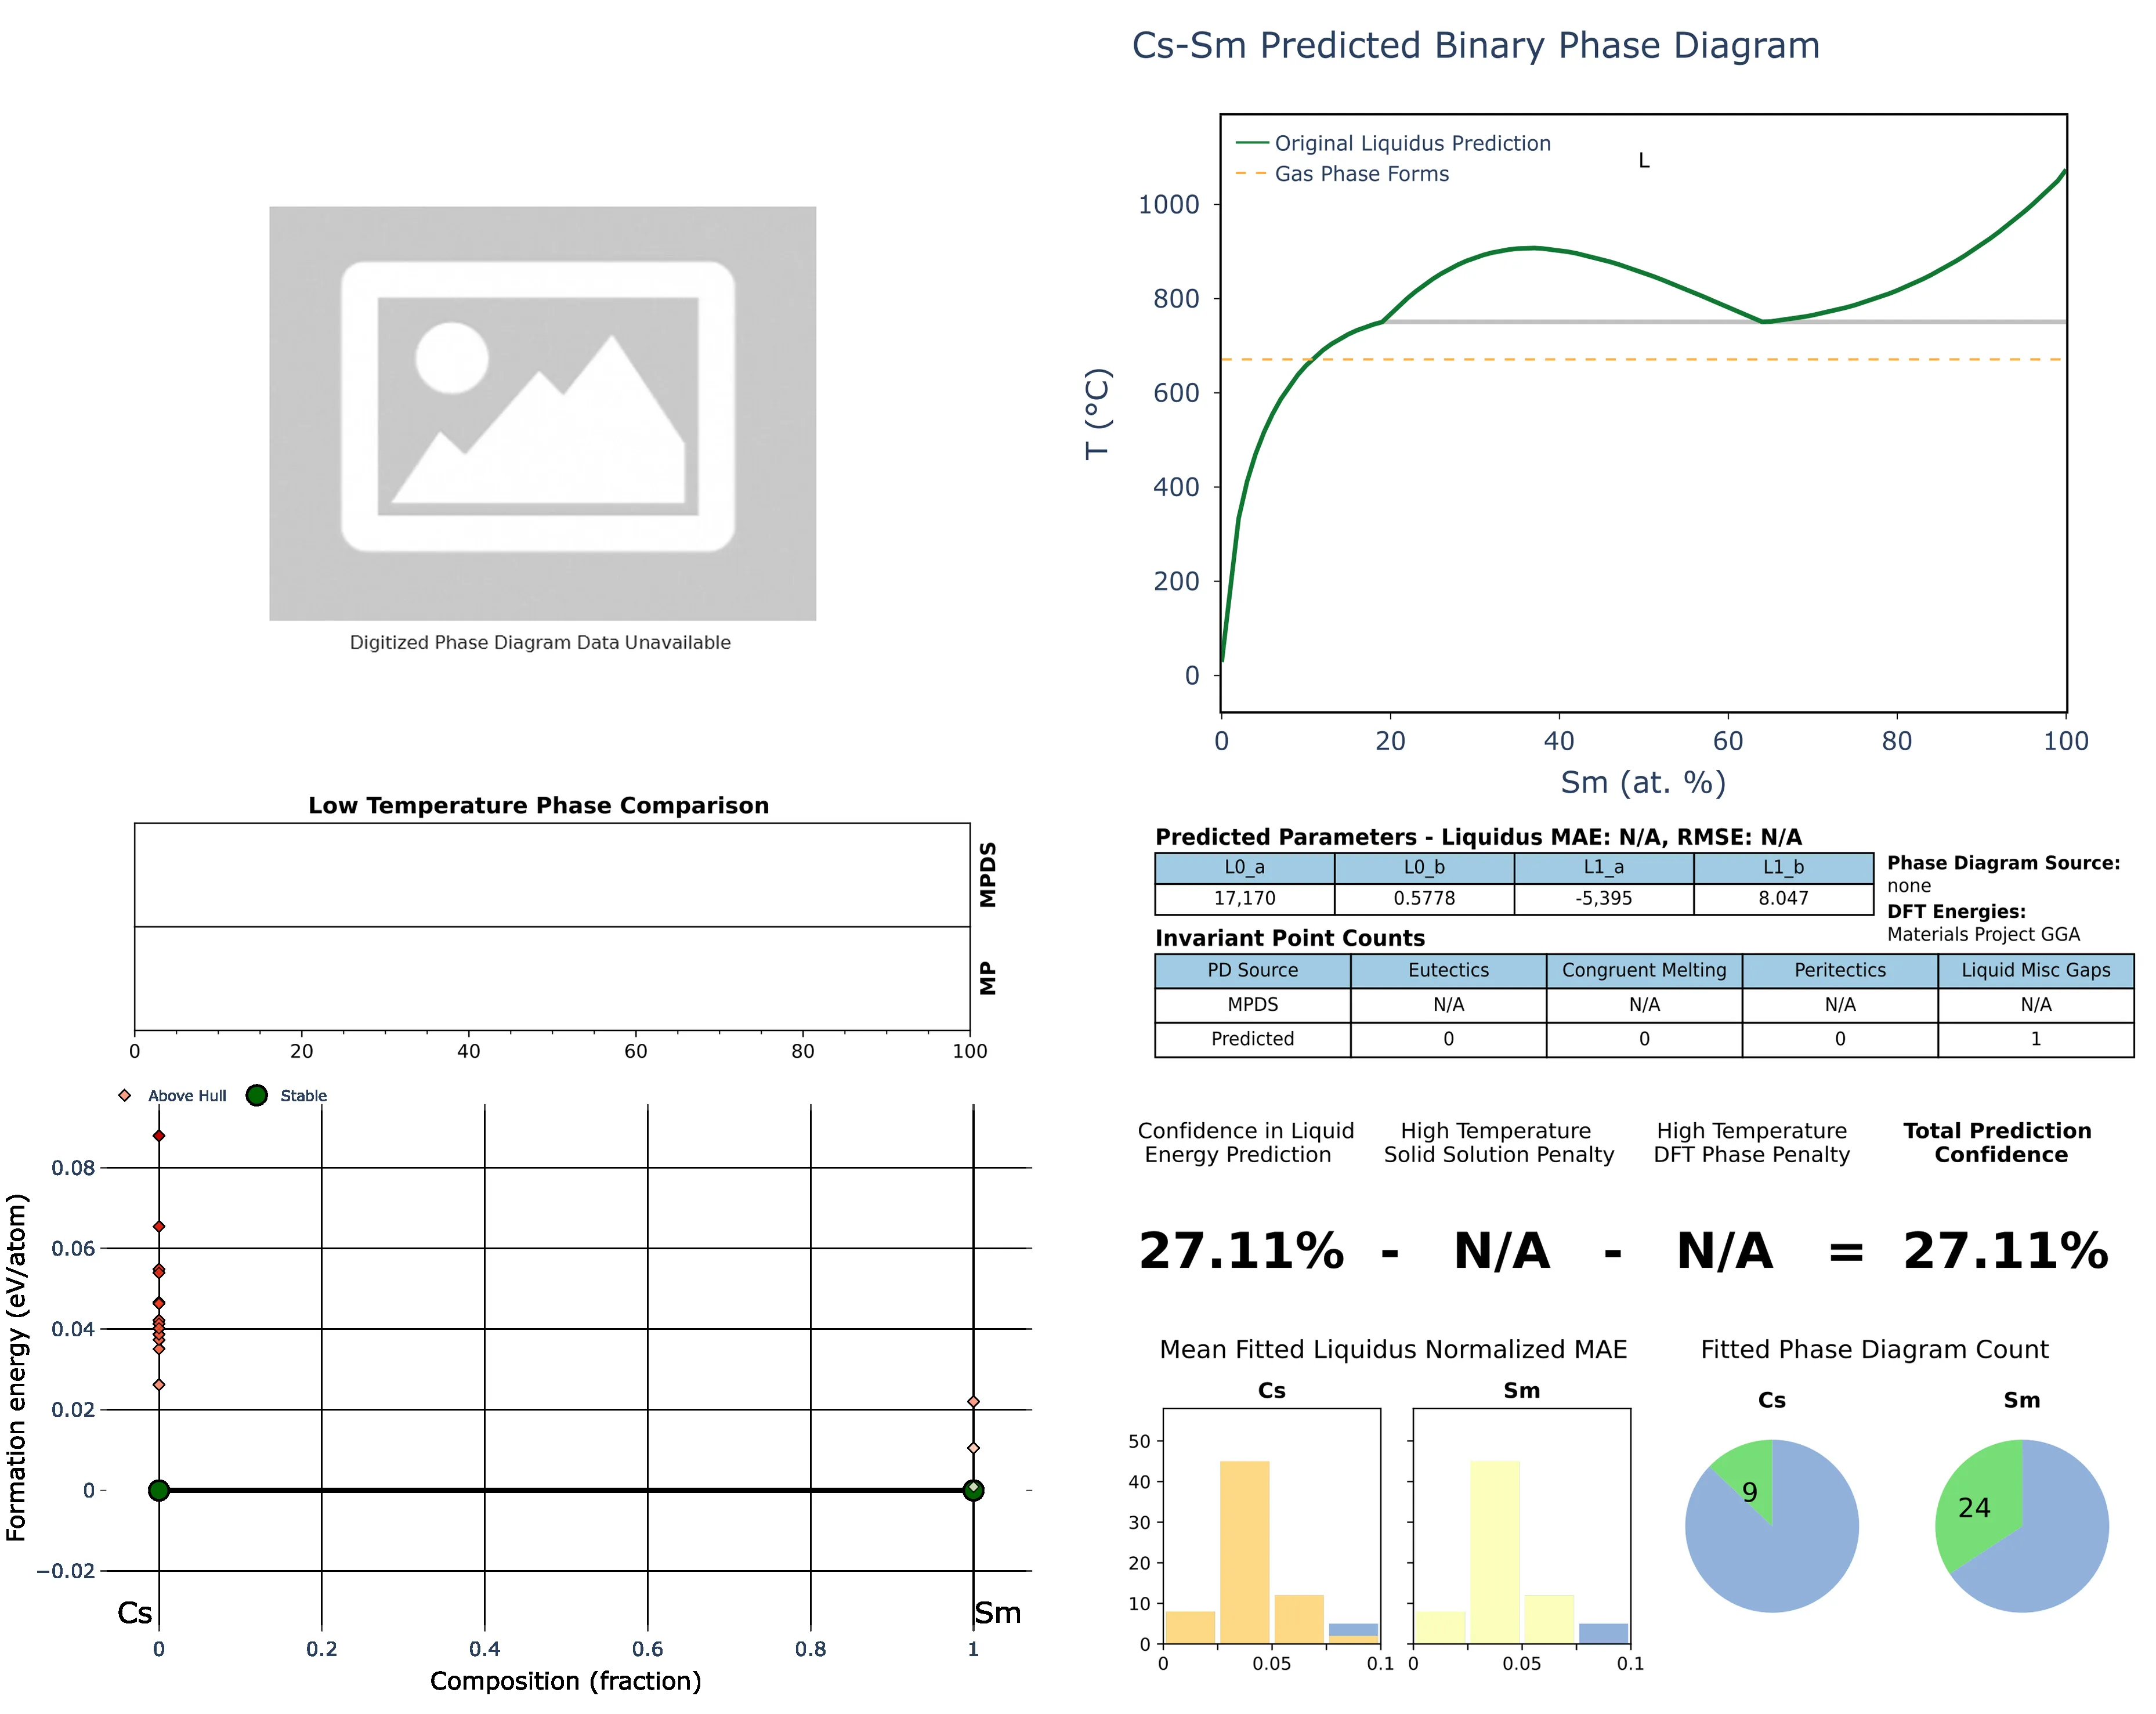 Cs-Sm Predicted Binary Phase Diagram
Original Liquidus Prediction
Gas Phase Forms
L
T (°C)
1000
800
600
400
200
0
0 20 40 60 80 100
Sm (at. %)
Digitized Phase Diagram Data Unavailable
Low Temperature Phase Comparison
MPDS
MP
0 20 40 60 80 100
Predicted Parameters - Liquidus MAE: N/A, RMSE: N/A
L0_a L0_b L1_a L1_b
17,170 0.5778 -5,395 8.047
Phase Diagram Source:
none
DFT Energies:
Materials Project GGA
Invariant Point Counts
PD Source Eutectics Congruent Melting Peritectics Liquid Misc Gaps
MPDS N/A N/A N/A N/A
Predicted 0 0 0 1
Above Hull Stable
Formation energy (eV/atom)
0.08
0.06
0.04
0.02
0
−0.02
Cs Sm
0 0.2 0.4 0.6 0.8 1
Composition (fraction)
Confidence in Liquid
Energy Prediction
High Temperature
Solid Solution Penalty
High Temperature
DFT Phase Penalty
Total Prediction
Confidence
27.11% - N/A - N/A = 27.11%
Mean Fitted Liquidus Normalized MAE
Cs
Sm
50
40
30
20
10
0
0 0.05 0.1
0 0.05 0.1
Fitted Phase Diagram Count
Cs
9
Sm
24